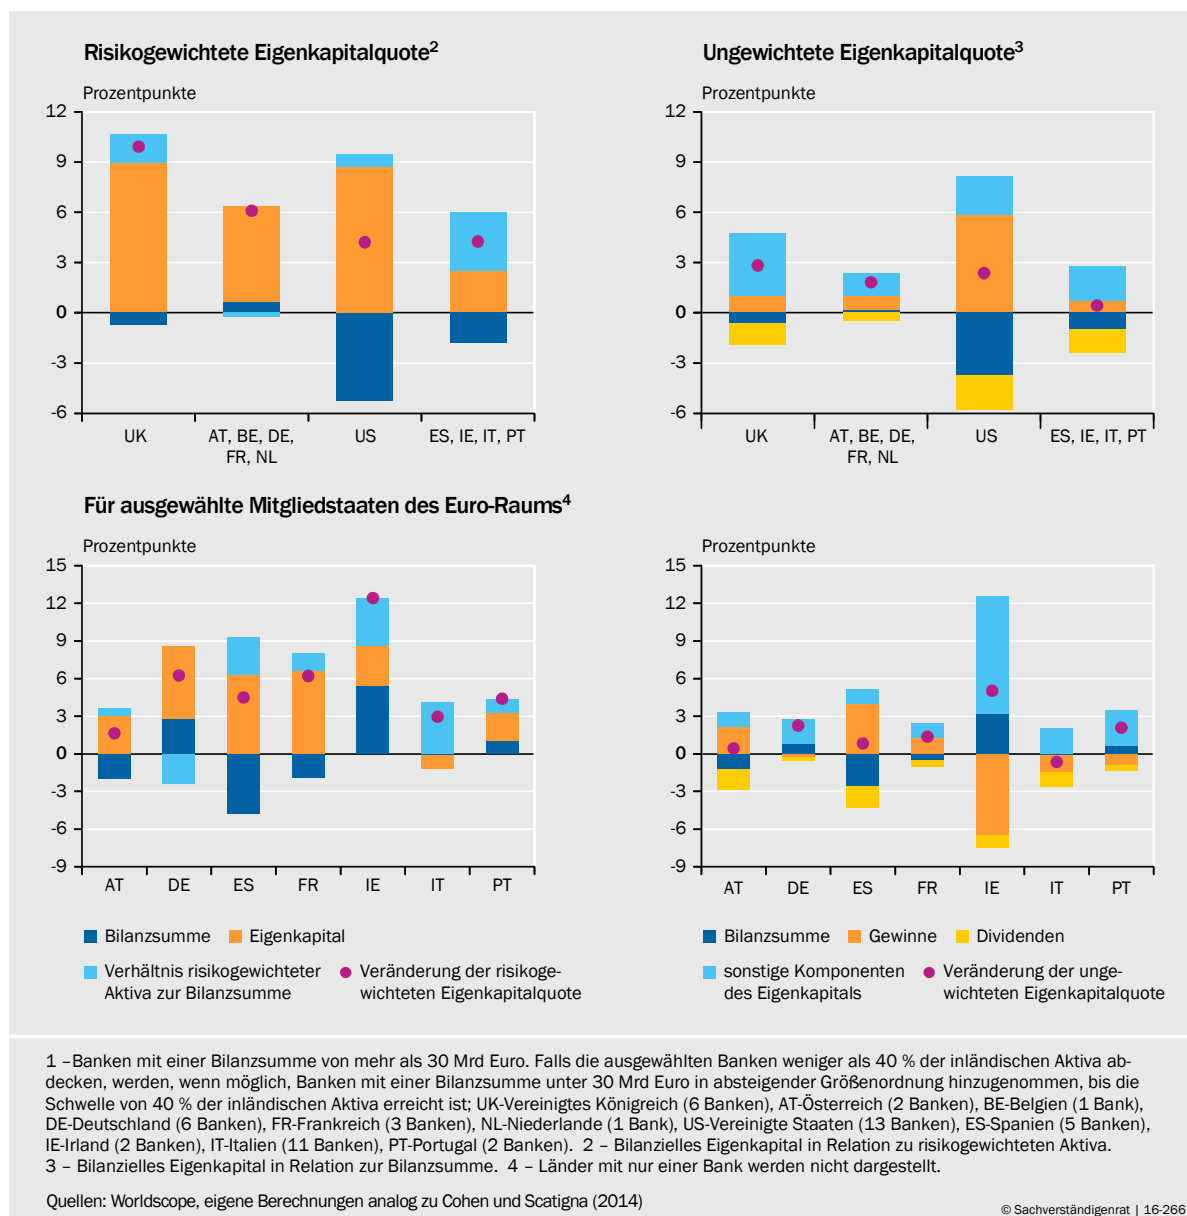 Risikogewichtete Eigenkapitalquote²
Prozentpunkte
12
9
6
3
0
-3
-6
UK
AT, BE, DE,
FR, NL
US
ES, IE, IT, PT
Ungewichtete Eigenkapitalquote³
Prozentpunkte
12
9
6
3
0
-3
-6
UK
AT, BE, DE,
FR, NL
US
ES, IE, IT, PT
Für ausgewählte Mitgliedstaaten des Euro-Raums⁴
Prozentpunkte
15
12
9
6
3
0
-3
-6
-9
AT
DE
ES
FR
IE
IT
PT
Bilanzsumme
Eigenkapital
Verhältnis risikogewichteter
Aktiva zur Bilanzsumme
Veränderung der risikoge-
wichteten Eigenkapitalquote
Prozentpunkte
15
12
9
6
3
0
-3
-6
-9
AT
DE
ES
FR
IE
IT
PT
Bilanzsumme
Gewinne
Dividenden
sonstige Komponenten
des Eigenkapitals
Veränderung der unge-
wichteten Eigenkapitalquote
1 –Banken mit einer Bilanzsumme von mehr als 30 Mrd Euro. Falls die ausgewählten Banken weniger als 40 % der inländischen Aktiva ab-
decken, werden, wenn möglich, Banken mit einer Bilanzsumme unter 30 Mrd Euro in absteigender Größenordnung hinzugenommen, bis die
Schwelle von 40 % der inländischen Aktiva erreicht ist; UK-Vereinigtes Königreich (6 Banken), AT-Österreich (2 Banken), BE-Belgien (1 Bank),
DE-Deutschland (6 Banken), FR-Frankreich (3 Banken), NL-Niederlande (1 Bank), US-Vereinigte Staaten (13 Banken), ES-Spanien (5 Banken),
IE-Irland (2 Banken), IT-Italien (11 Banken), PT-Portugal (2 Banken). 2 – Bilanzielles Eigenkapital in Relation zu risikogewichteten Aktiva.
3 – Bilanzielles Eigenkapital in Relation zur Bilanzsumme. 4 – Länder mit nur einer Bank werden nicht dargestellt.
Quellen: Worldscope, eigene Berechnungen analog zu Cohen und Scatigna (2014)
© Sachverständigenrat | 16-266